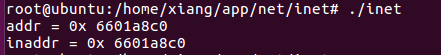 root@ubuntu:/home/xiang/app/net/inet# ./inet
addr = 0x 6601a8c0
inaddr = 0x 6601a8c0